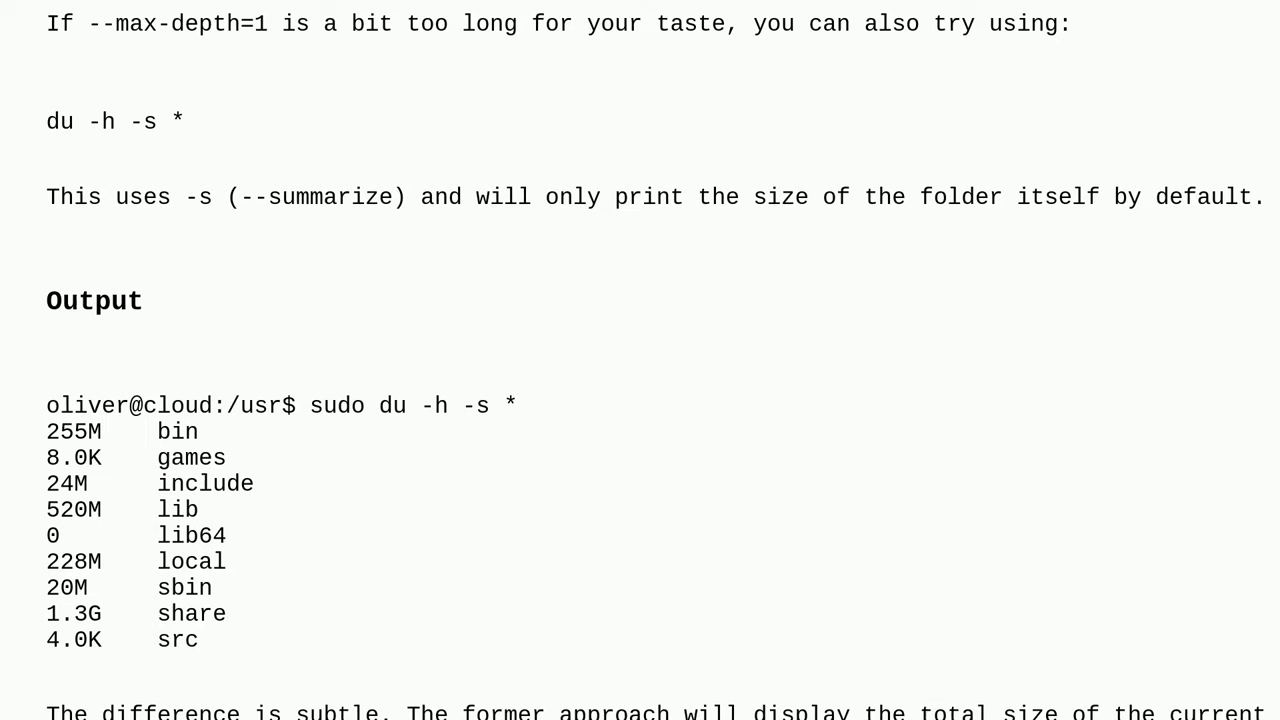 If --max-depth=1 is a bit too long for your taste, you can also try using:
du -h -s *
This uses -s (--summarize) and will only print the size of the folder itself by default.
Output
oliver@cloud:/usr$ sudo du -h -s *
255M    bin
8.0K    games
24M     include
520M    lib
0       lib64
228M    local
20M     sbin
1.3G    share
4.0K    src
The difference is subtle. The former approach will display the total size of the current